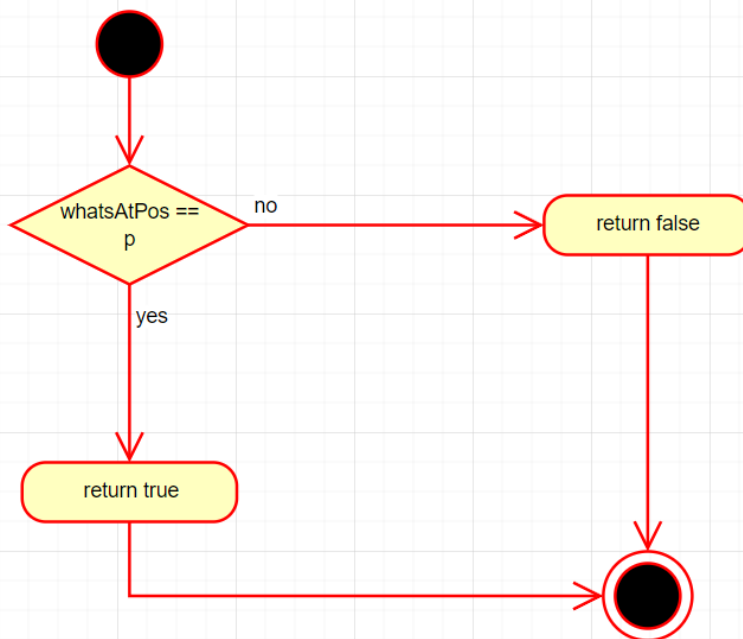 whatsAtPos ==
p
no
return false
yes
return true